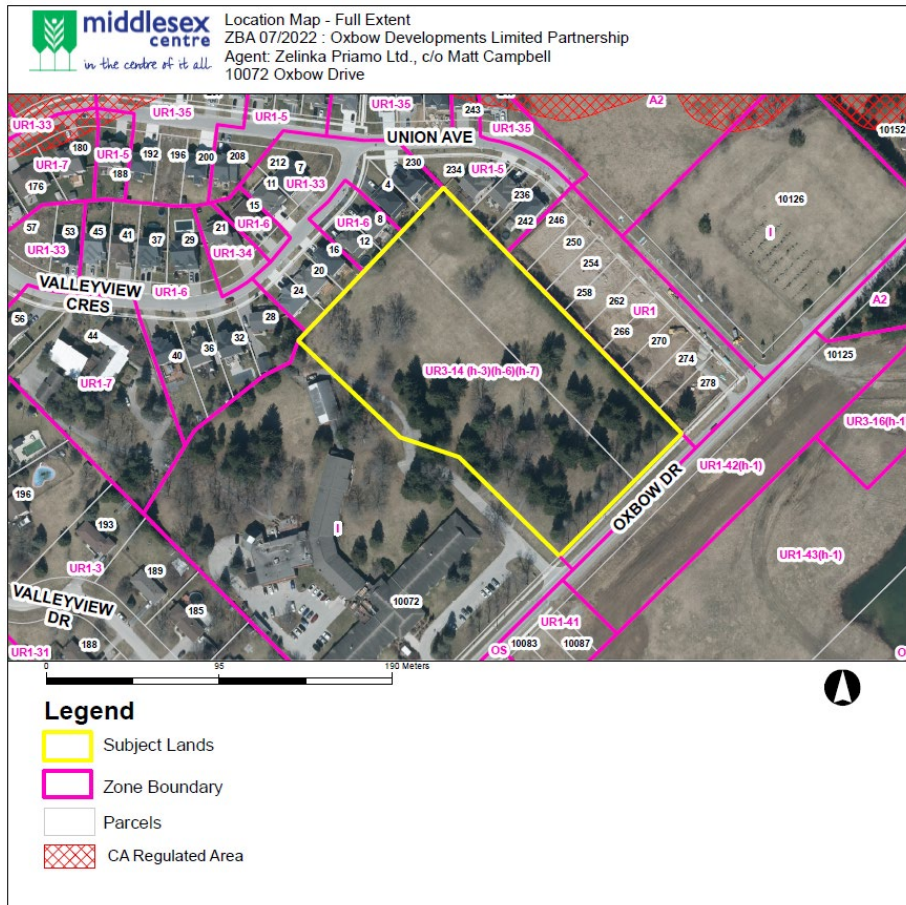 middlesex
centre
in the centre of it all
Location Map - Full Extent
ZBA 07/2022 : Oxbow Developments Limited Partnership
Agent: Zelinka Priamo Ltd., c/o Matt Campbell
10072 Oxbow Drive
UR1-35
UR1-5
UR1-35
243
UR1-35
A2
10152
UR1-33
180
UR1-5
192
196
200
208
UNION AVE
UR1-7
188
212
7
230
234
UR1-5
176
11
UR1-33
4
236
10126
57
53
45
41
37
29
21
15
UR1-6
UR1-6
8
242
246
I
UR1-33
UR1-34
16
12
250
VALLEYVIEW
CRES
UR1-6
20
254
24
258
262
UR1
A2
56
44
28
266
40
36
32
270
10125
UR1-7
UR3-14 (h-3)(h-6)(h-7)
274
278
UR3-16(h-1
196
OXBOW DR
UR1-42(h-1)
193
I
UR1-3
189
UR1-43(h-1)
VALLEYVIEW
DR
185
10072
188
UR1-41
UR1-31
OS
10083
10087
O
0
95
190 Meters
Legend
Subject Lands
Zone Boundary
Parcels
CA Regulated Area